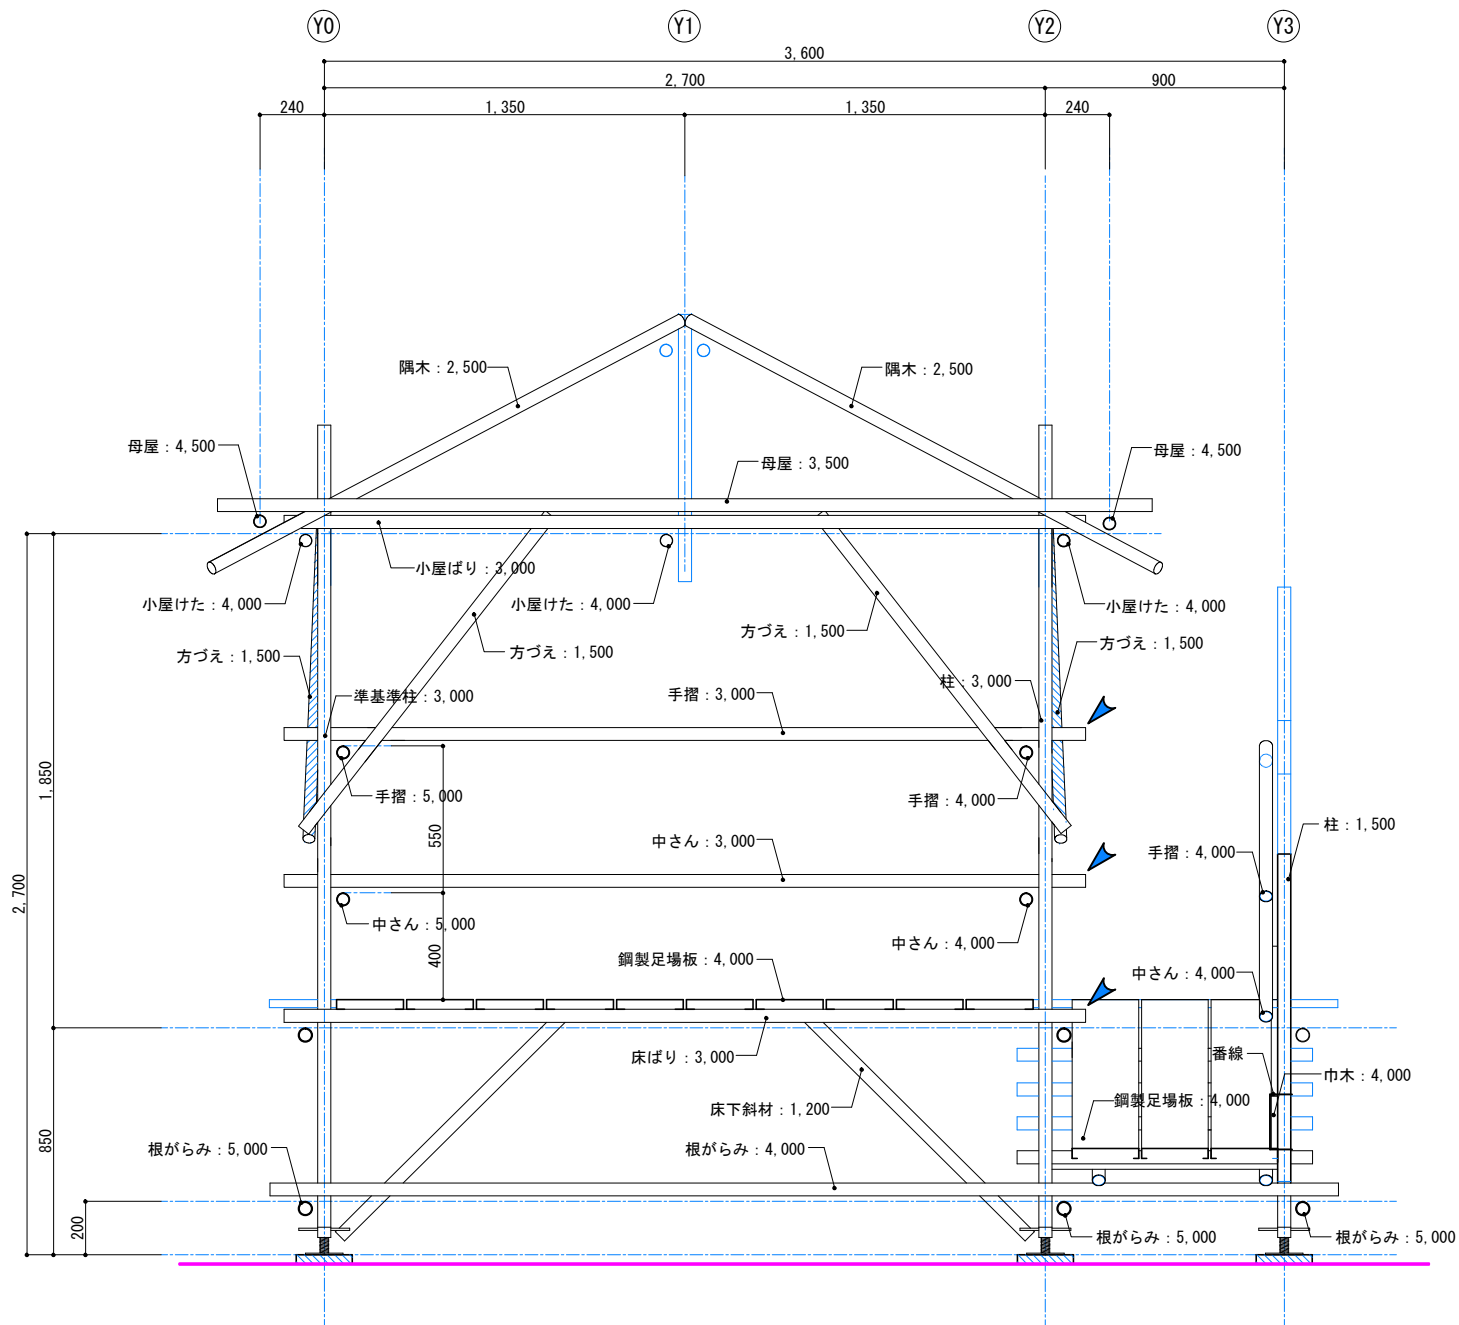 Y0
Y1
Y2
Y3
3,600
2,700
900
240
1,350
1,350
240
隅木：2,500
隅木：2,500
母屋：4,500
母屋：3,500
母屋：4,500
小屋ばり：3,000
小屋けた：4,000
小屋けた：4,000
小屋けた：4,000
方づえ：1,500
方づえ：1,500
方づえ：1,500
方づえ：1,500
準基準柱：3,000
手摺：3,000
柱：3,000
1,850
手摺：5,000
手摺：4,000
550
柱：1,500
中さん：3,000
手摺：4,000
2,700
中さん：5,000
中さん：4,000
400
鋼製足場板：4,000
中さん：4,000
床ばり：3,000
番線
巾木：4,000
鋼製足場板：4,000
床下斜材：1,200
850
根がらみ：5,000
根がらみ：4,000
200
根がらみ：5,000
根がらみ：5,000